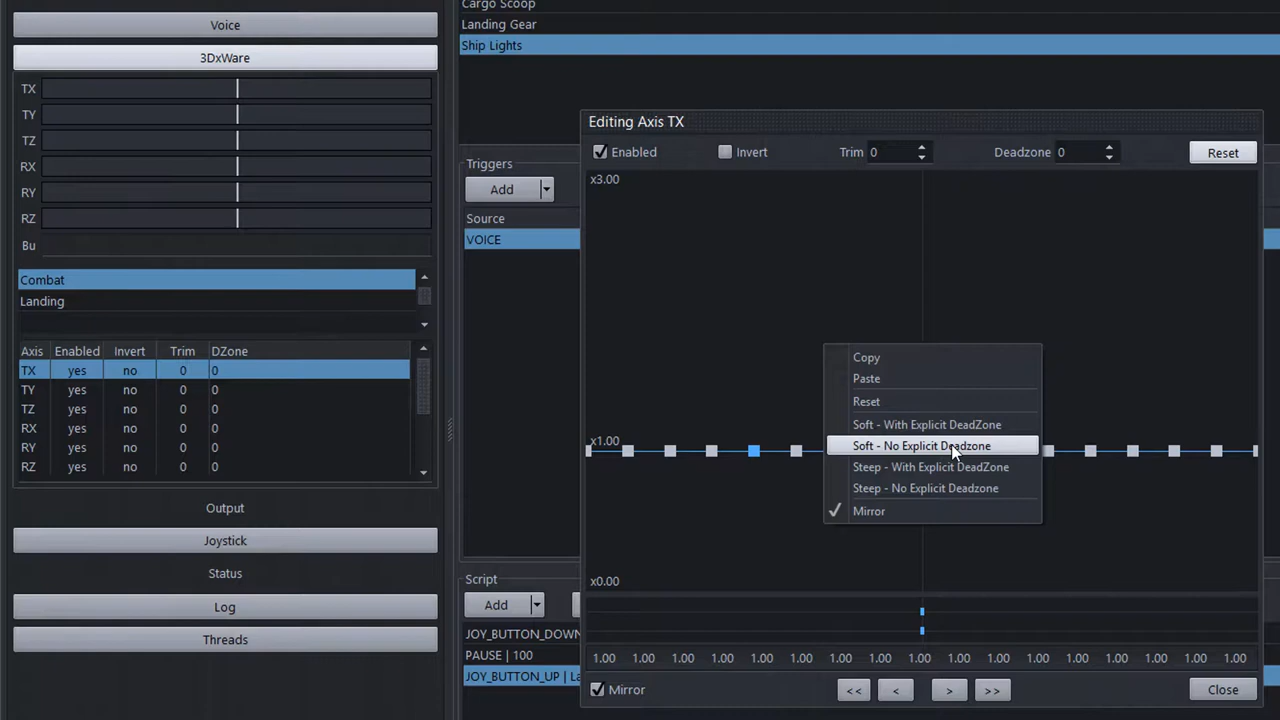 Voice
3DxWare
TX
TY
TZ
RX
RY
RZ
Bu
Combat
Landing
Axis Enabled Invert Trim DZone
TX yes no 0 0
TY yes no 0 0
TZ yes no 0 0
RX yes no 0 0
RY yes no 0 0
RZ yes no 0 0
Output
Joystick
Status
Log
Threads
Cargo Scoop
Landing Gear
Ship Lights
Triggers
Add
Source
VOICE
Script
Add
JOY_BUTTON_DOWN
PAUSE | 100
JOY_BUTTON_UP | La
Editing Axis TX
Enabled Invert Trim 0 Deadzone 0 Reset
x3.00
x1.00
x0.00
Copy
Paste
Reset
Soft - With Explicit DeadZone
Soft - No Explicit Deadzone
Steep - With Explicit DeadZone
Steep - No Explicit Deadzone
Mirror
1.00 1.00 1.00 1.00 1.00 1.00 1.00 1.00 1.00 1.00 1.00 1.00 1.00 1.00 1.00 1.00 1.00
Mirror << < > >> Close